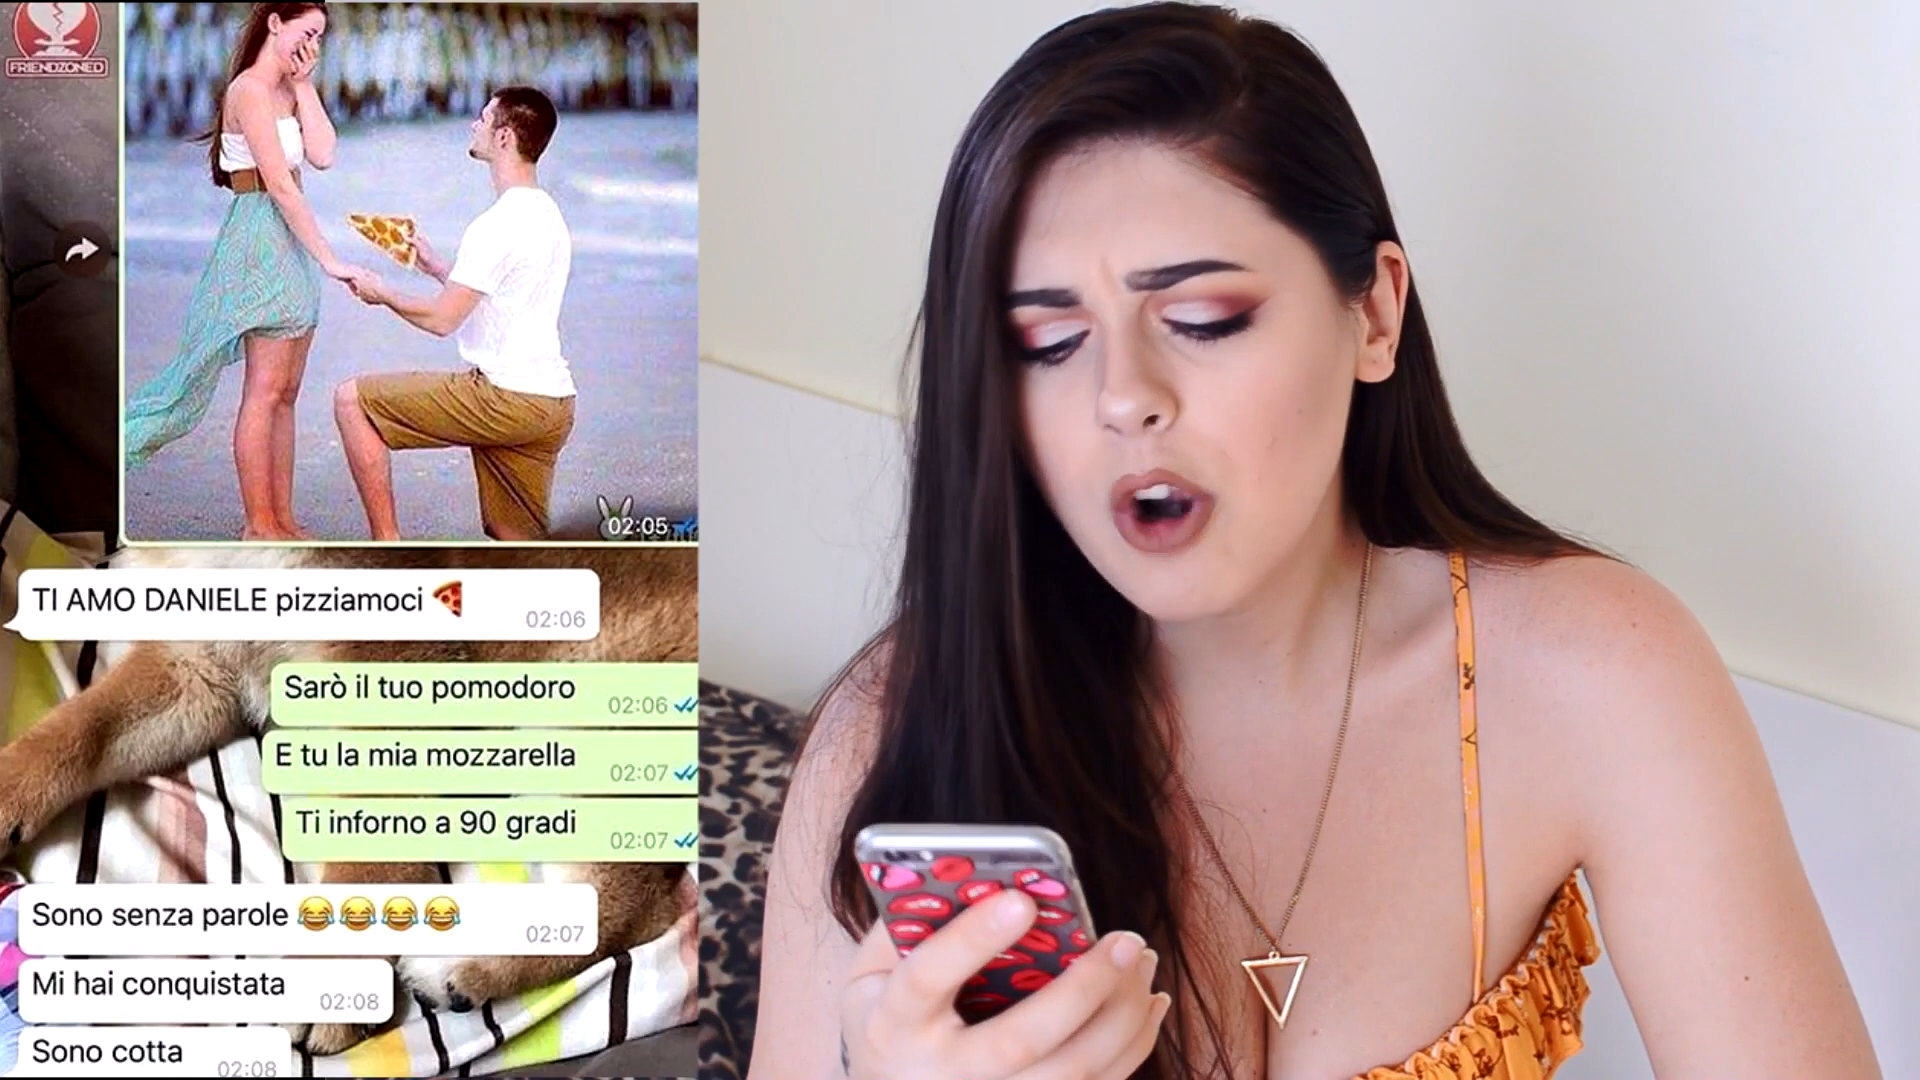 FRIENDZONED
02:05
TI AMO DANIELE pizziamoci 🍕
02:06
Sarò il tuo pomodoro
02:06
E tu la mia mozzarella
02:07
Ti inforno a 90 gradi
02:07
Sono senza parole 😂😂😂😂
02:07
Mi hai conquistata
02:08
Sono cotta
02:08